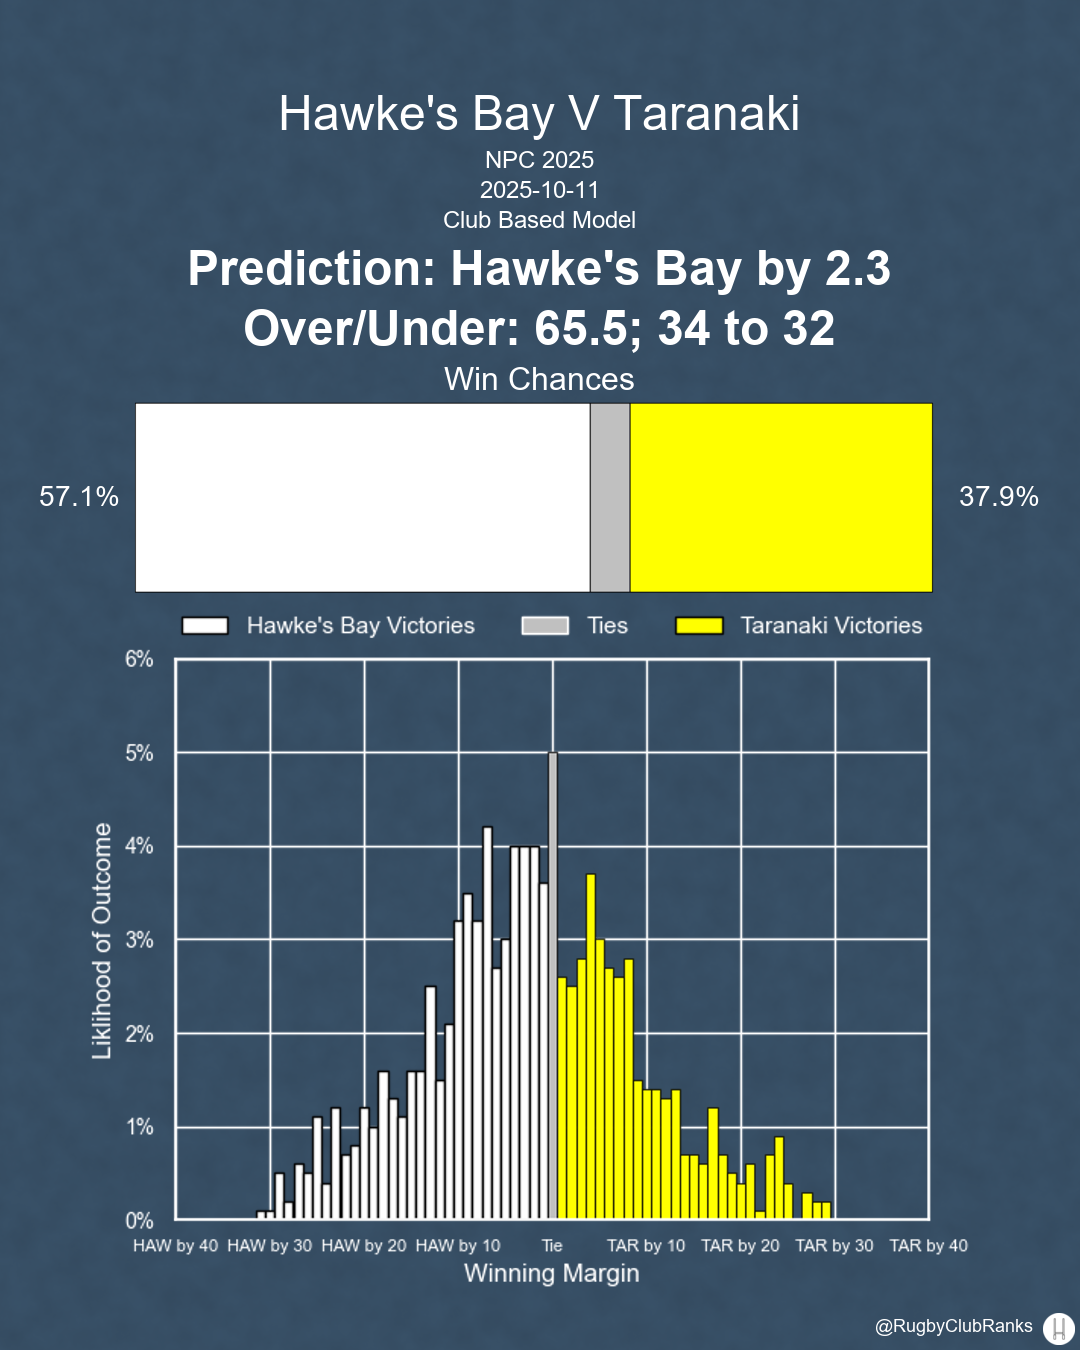 Hawke's Bay V Taranaki
NPC 2025
2025-10-11
Club Based Model
Prediction: Hawke's Bay by 2.3
Over/Under: 65.5; 34 to 32
Win Chances
57.1%
37.9%
Hawke's Bay Victories Ties Taranaki Victories
6%
5%
4%
3%
2%
1%
0%
Liklihood of Outcome
HAW by 40 HAW by 30 HAW by 20 HAW by 10 Tie TAR by 10 TAR by 20 TAR by 30 TAR by 40
Winning Margin
@RugbyClubRanks